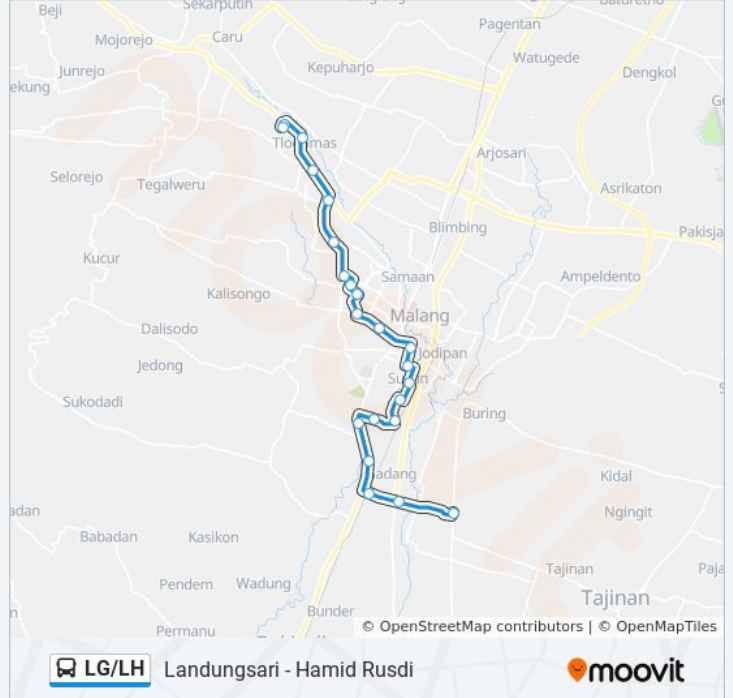 Beji
Sekarputih
Mojorejo
Caru
Pagentan
Watugede
Junrejo
Kepuharjo
Dengkol
ekung
Tlogomas
Arjosari
Selorejo
Tegalweru
Asrikaton
Blimbing
Pakisja
Kucur
Samaan
Ampeldento
Kalisongo
Malang
Dalisodo
Jodipan
Jedong
Sukun
Sukodadi
Buring
Gadang
Kidal
adan
Ngingit
Babadan
Kasikon
Tajinan
Paja
Pendem
Wadung
Tajinan
Bunder
Permanu
© OpenStreetMap contributors | © OpenMapTiles
LG/LH
Landungsari - Hamid Rusdi
moovit